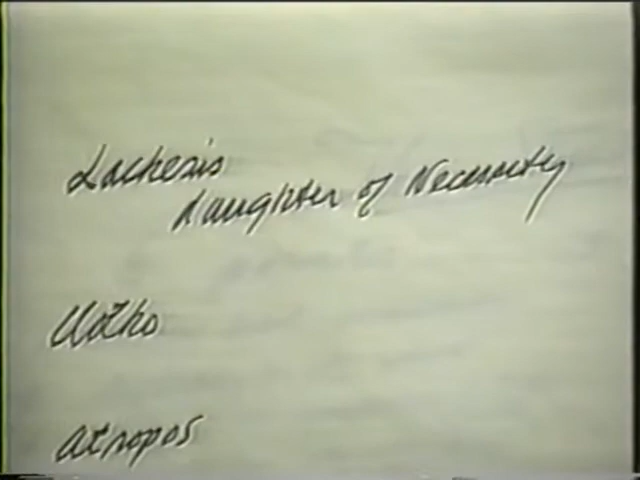 Lachesis
daughter of Necessity
Clotho
Atropos